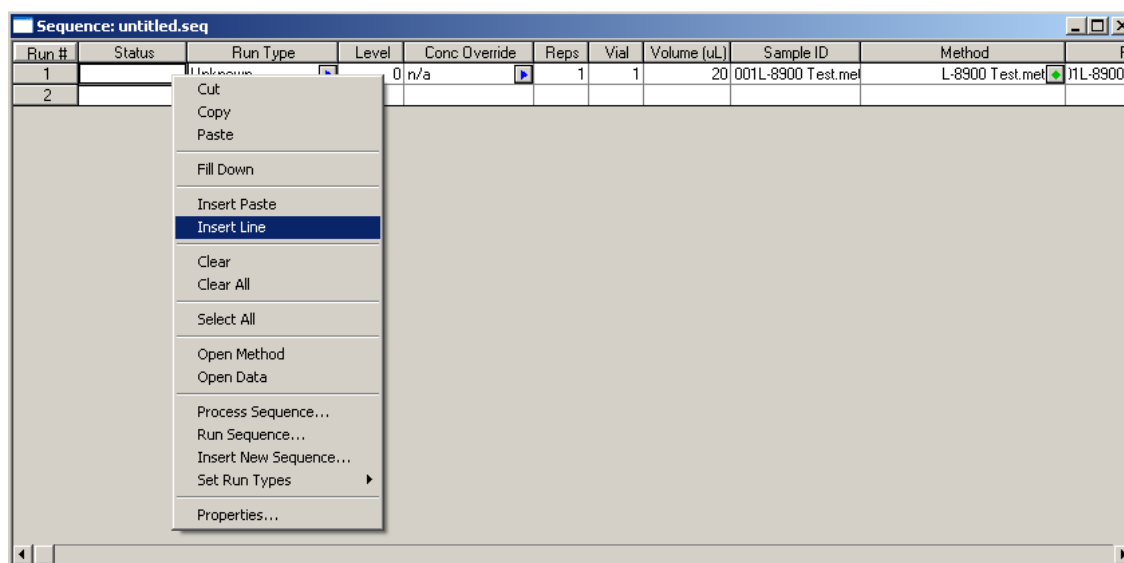 Sequence: untitled.seq
Run # Status Run Type Level Conc Override Reps Vial Volume (uL) Sample ID Method
1 Unknown 0 n/a 1 1 20 001L-8900 Test.met L-8900 Test.met 01L-8900
2
Cut
Copy
Paste
Fill Down
Insert Paste
Insert Line
Clear
Clear All
Select All
Open Method
Open Data
Process Sequence...
Run Sequence...
Insert New Sequence...
Set Run Types
Properties...